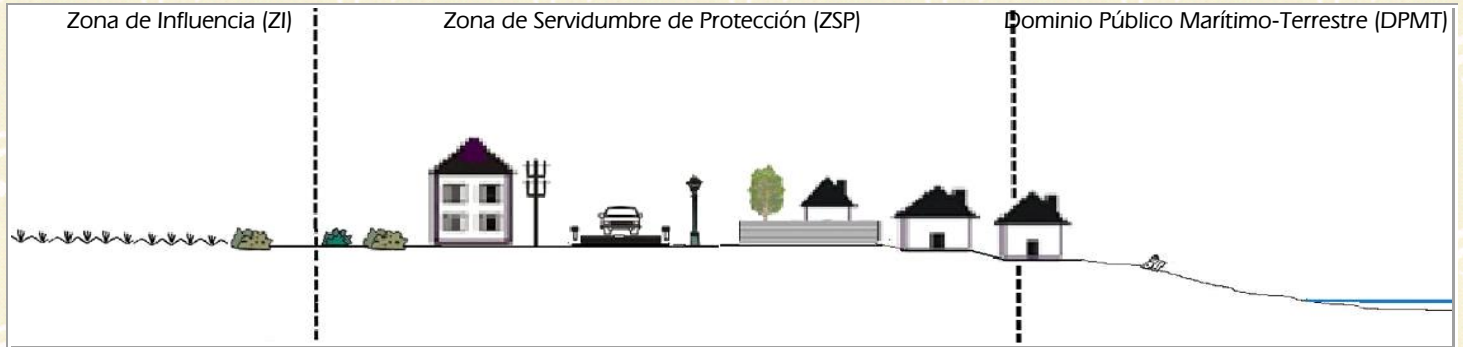 Zona de Influencia (ZI)
Zona de Servidumbre de Protección (ZSP)
Dominio Público Marítimo-Terrestre (DPMT)